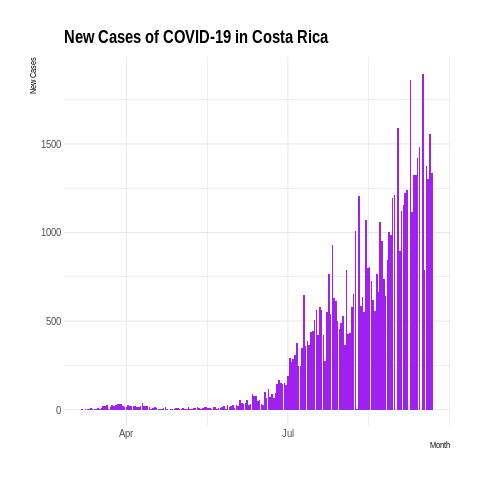 New Cases of COVID-19 in Costa Rica
New Cases
1500
1000
500
0
Apr
Jul
Month